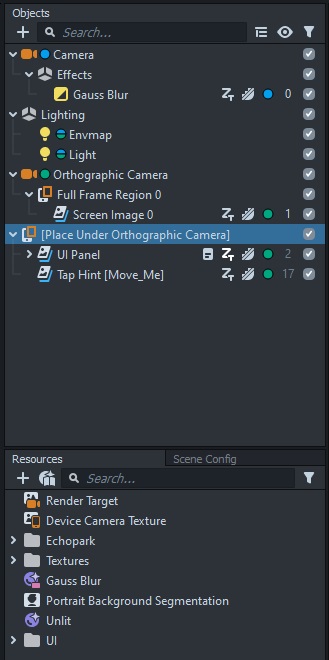 Objects
Search...
Camera
Effects
Gauss Blur 0
Lighting
Envmap
Light
Orthographic Camera
Full Frame Region 0
Screen Image 0 1
[Place Under Orthographic Camera]
UI Panel 2
Tap Hint [Move_Me] 17
Resources Scene Config
Search...
Render Target
Device Camera Texture
Echopark
Textures
Gauss Blur
Portrait Background Segmentation
Unlit
UI